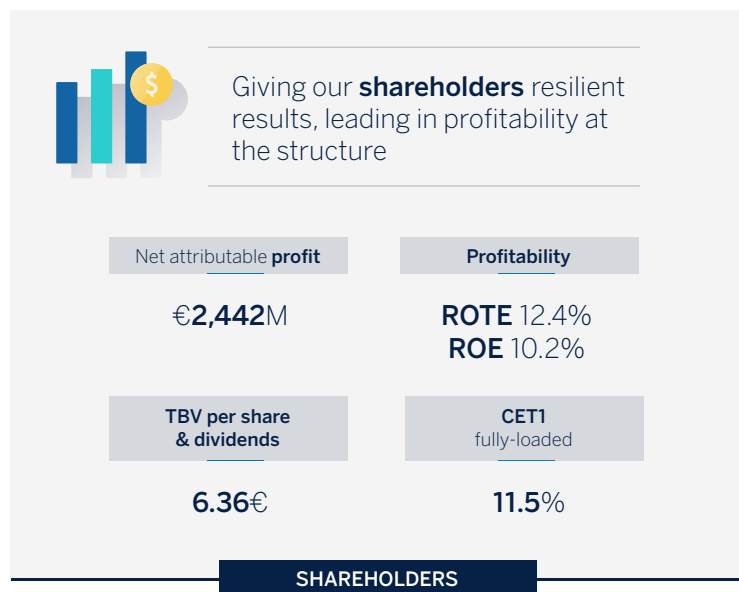 $
Giving our shareholders resilient
results, leading in profitability at
the structure
Net attributable profit
€2,442M
Profitability
ROTE 12.4%
ROE 10.2%
TBV per share
& dividends
6.36€
CET1
fully-loaded
11.5%
SHAREHOLDERS